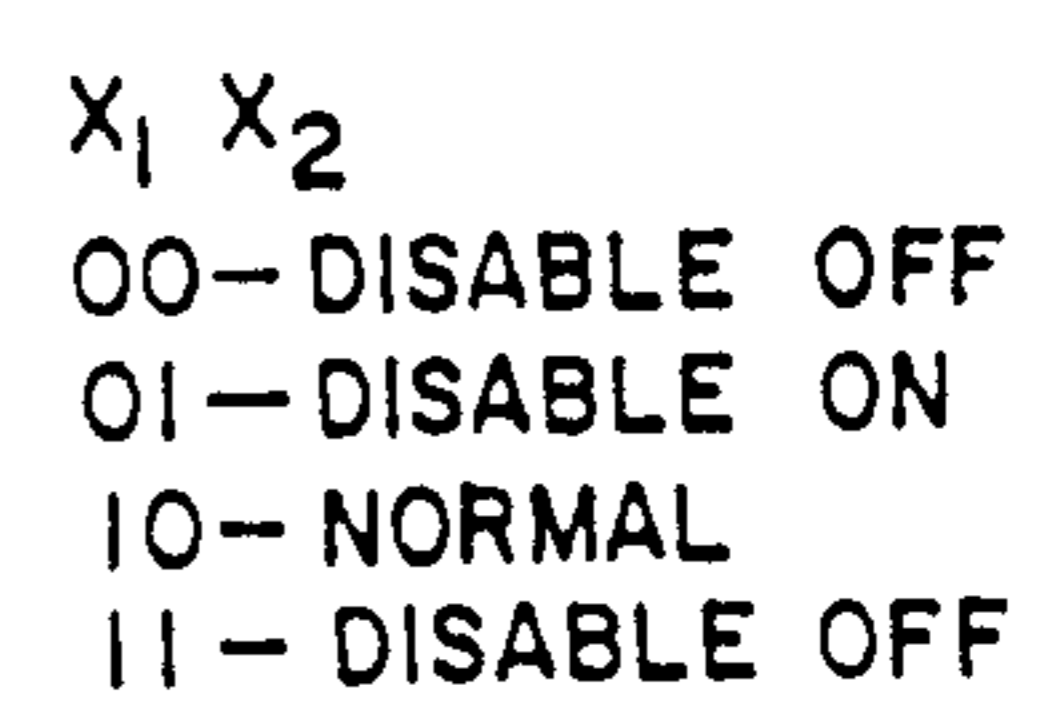 X₁ X₂
00- DISABLE OFF
01- DISABLE ON
10- NORMAL
11- DISABLE OFF